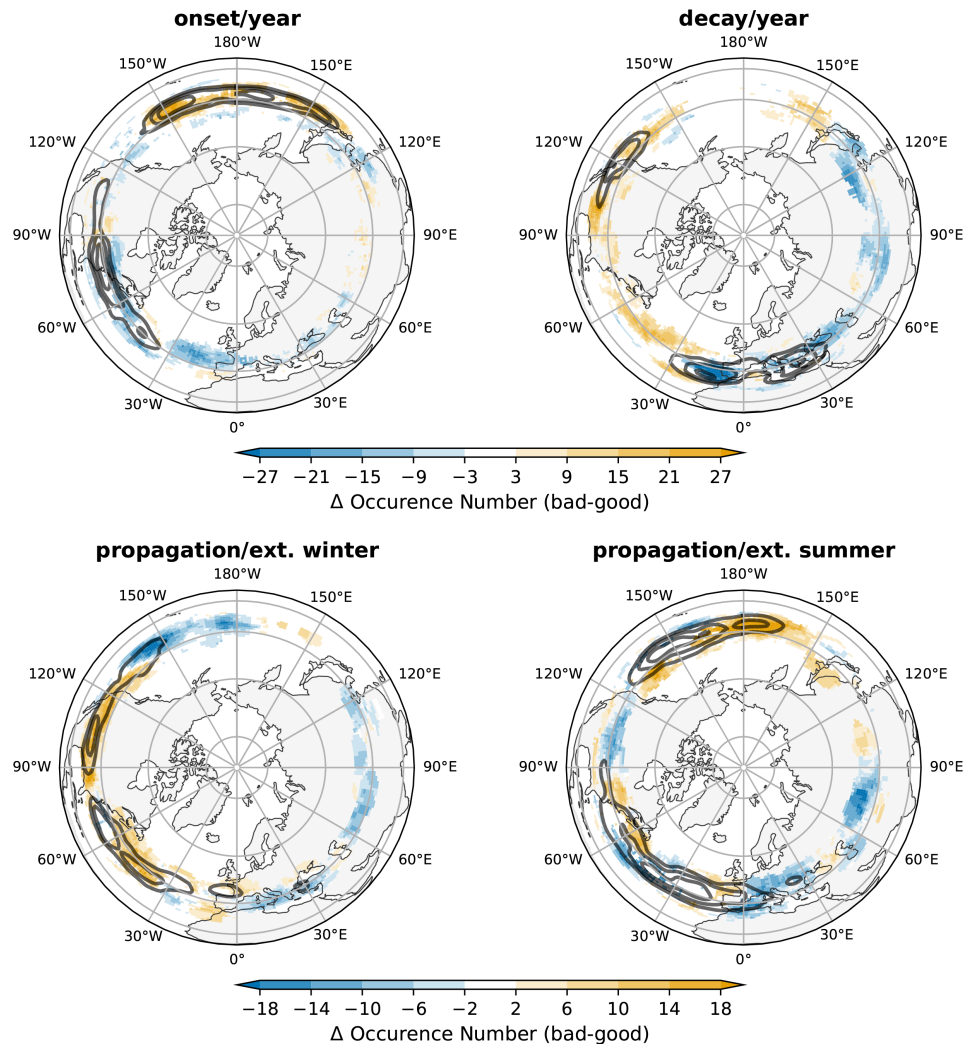 onset/year
decay/year
180°W
180°W
150°W
150°E
150°W
150°E
120°W
120°E
120°W
120°E
90°W
90°E
90°W
90°E
60°W
60°E
60°W
60°E
30°W
30°E
30°W
30°E
0°
0°
−27 −21 −15 −9 −3 3 9 15 21 27
Δ Occurence Number (bad-good)
propagation/ext. winter
propagation/ext. summer
180°W
180°W
150°W
150°E
150°W
150°E
120°W
120°E
120°W
120°E
90°W
90°E
90°W
90°E
60°W
60°E
60°W
60°E
30°W
30°E
30°W
30°E
0°
0°
−18 −14 −10 −6 −2 2 6 10 14 18
Δ Occurence Number (bad-good)